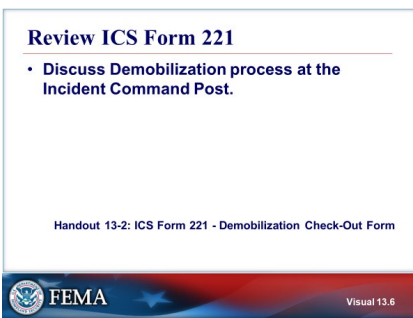 Review ICS Form 221
• Discuss Demobilization process at the
Incident Command Post.
Handout 13-2: ICS Form 221 - Demobilization Check-Out Form
FEMA
Visual 13.6